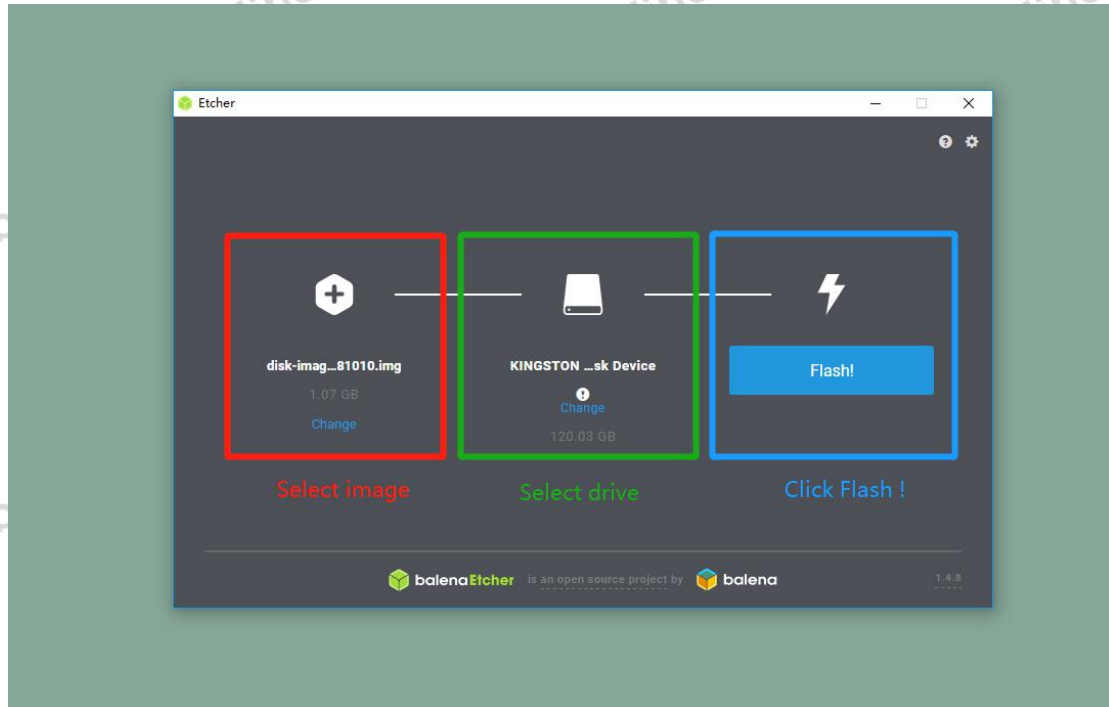 Etcher
disk-imag...81010.img
1.07 GB
Change
KINGSTON ...sk Device
Change
120.03 GB
Flash!
Select image
Select drive
Click Flash !
balenaEtcher is an open source project by balena
1.4.8